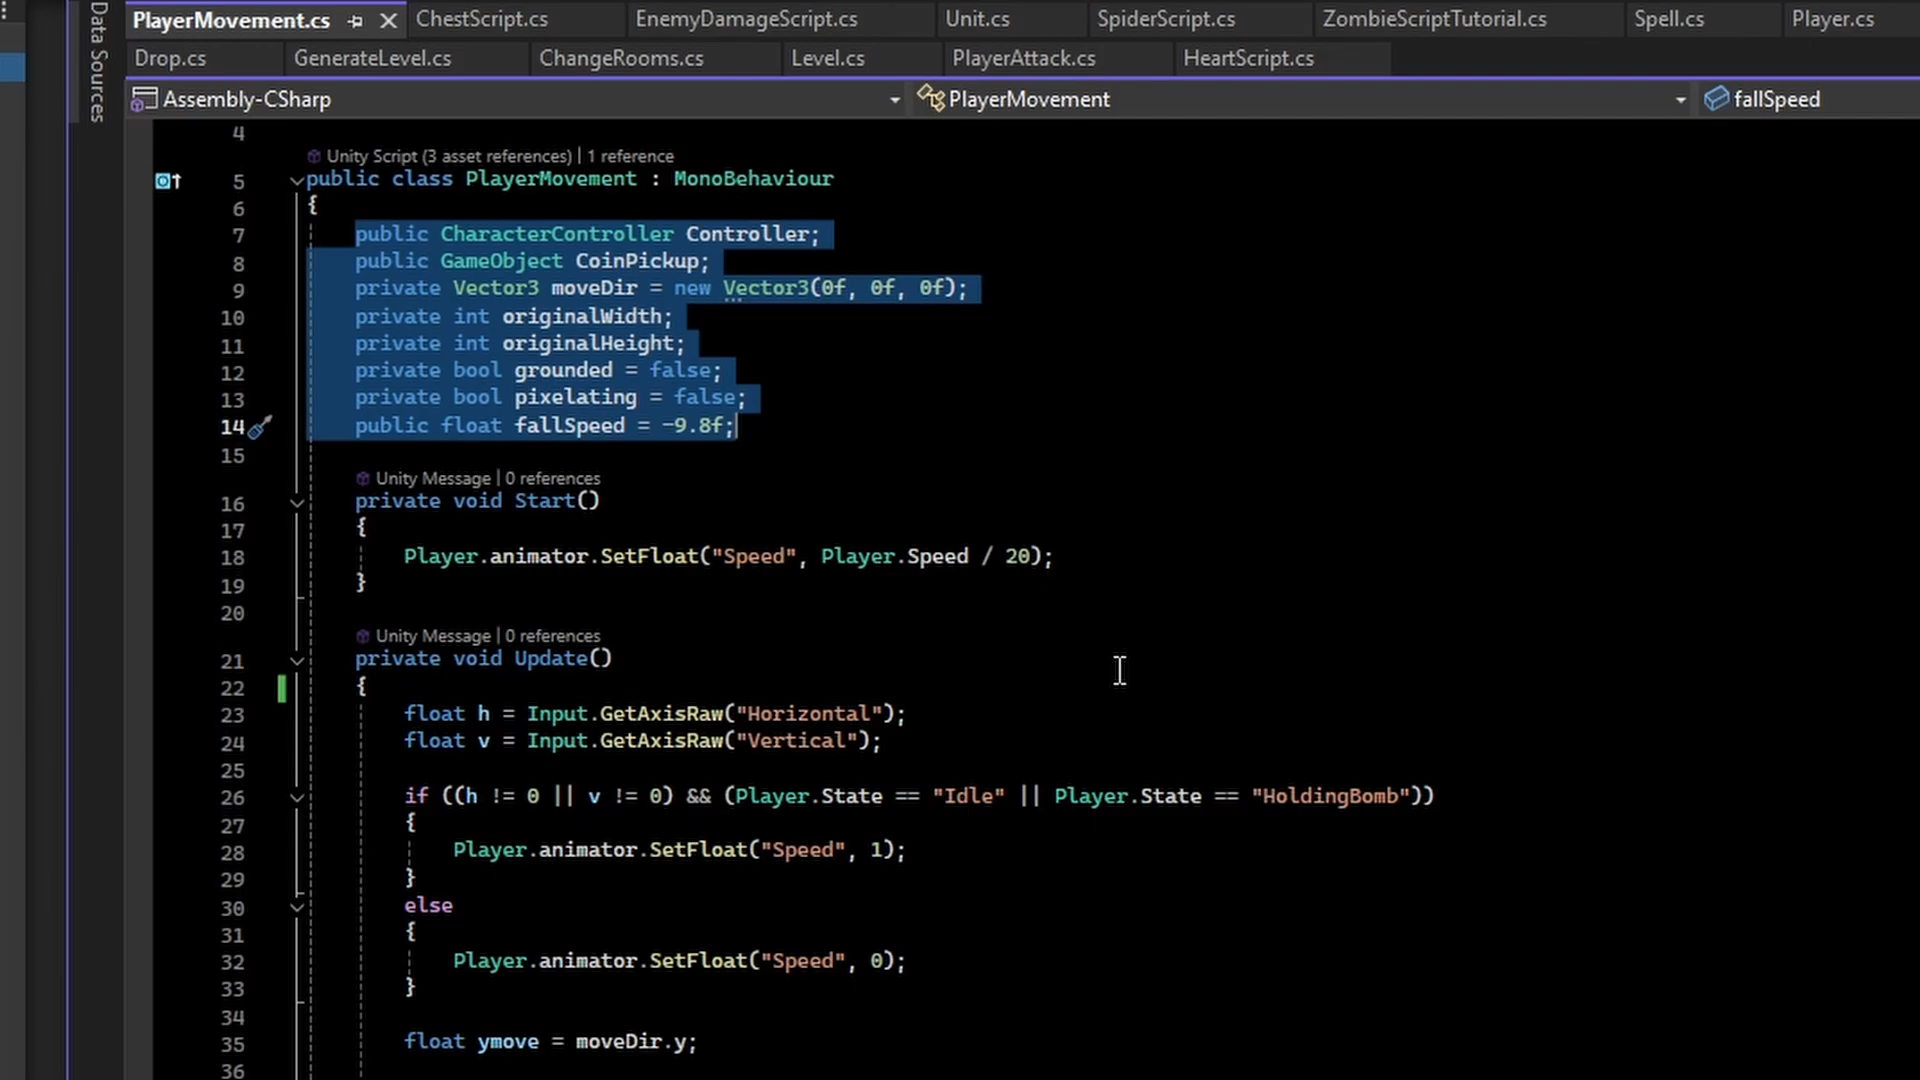 Data Sources
PlayerMovement.cs ChestScript.cs EnemyDamageScript.cs Unit.cs SpiderScript.cs ZombieScriptTutorial.cs Spell.cs Player.cs
Drop.cs GenerateLevel.cs ChangeRooms.cs Level.cs PlayerAttack.cs HeartScript.cs
Assembly-CSharp PlayerMovement fallSpeed
4
Unity Script (3 asset references) | 1 reference
5 public class PlayerMovement : MonoBehaviour
6 {
7 public CharacterController Controller;
8 public GameObject CoinPickup;
9 private Vector3 moveDir = new Vector3(0f, 0f, 0f);
10 private int originalWidth;
11 private int originalHeight;
12 private bool grounded = false;
13 private bool pixelating = false;
14 public float fallSpeed = -9.8f;
15
Unity Message | 0 references
16 private void Start()
17 {
18 Player.animator.SetFloat("Speed", Player.Speed / 20);
19 }
20
Unity Message | 0 references
21 private void Update()
22 {
23 float h = Input.GetAxisRaw("Horizontal");
24 float v = Input.GetAxisRaw("Vertical");
25
26 if ((h != 0 || v != 0) && (Player.State == "Idle" || Player.State == "HoldingBomb"))
27 {
28 Player.animator.SetFloat("Speed", 1);
29 }
30 else
31 {
32 Player.animator.SetFloat("Speed", 0);
33 }
34
35 float ymove = moveDir.y;
36